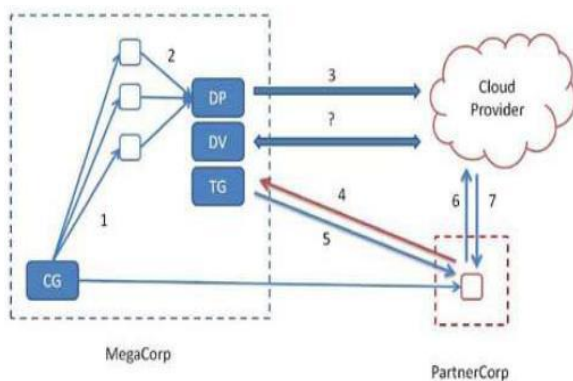 2
DP
3
Cloud
Provider
DV
?
TG
4
6
7
1
5
CG
MegaCorp
PartnerCorp